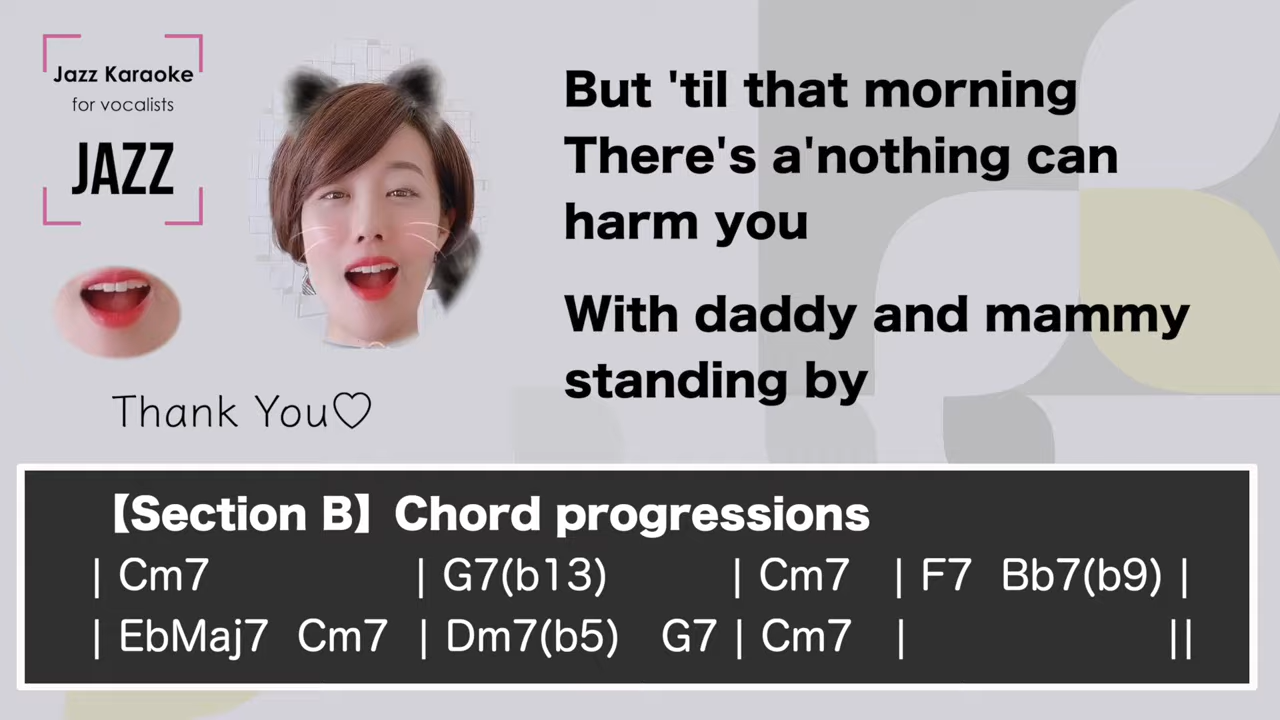 Jazz Karaoke
for vocalists
JAZZ
Thank You♡
But 'til that morning
There's a'nothing can
harm you
With daddy and mammy
standing by
【Section B】Chord progressions
| Cm7 | G7(b13) | Cm7 | F7 Bb7(b9) |
| EbMaj7 Cm7 | Dm7(b5) G7 | Cm7 | ||